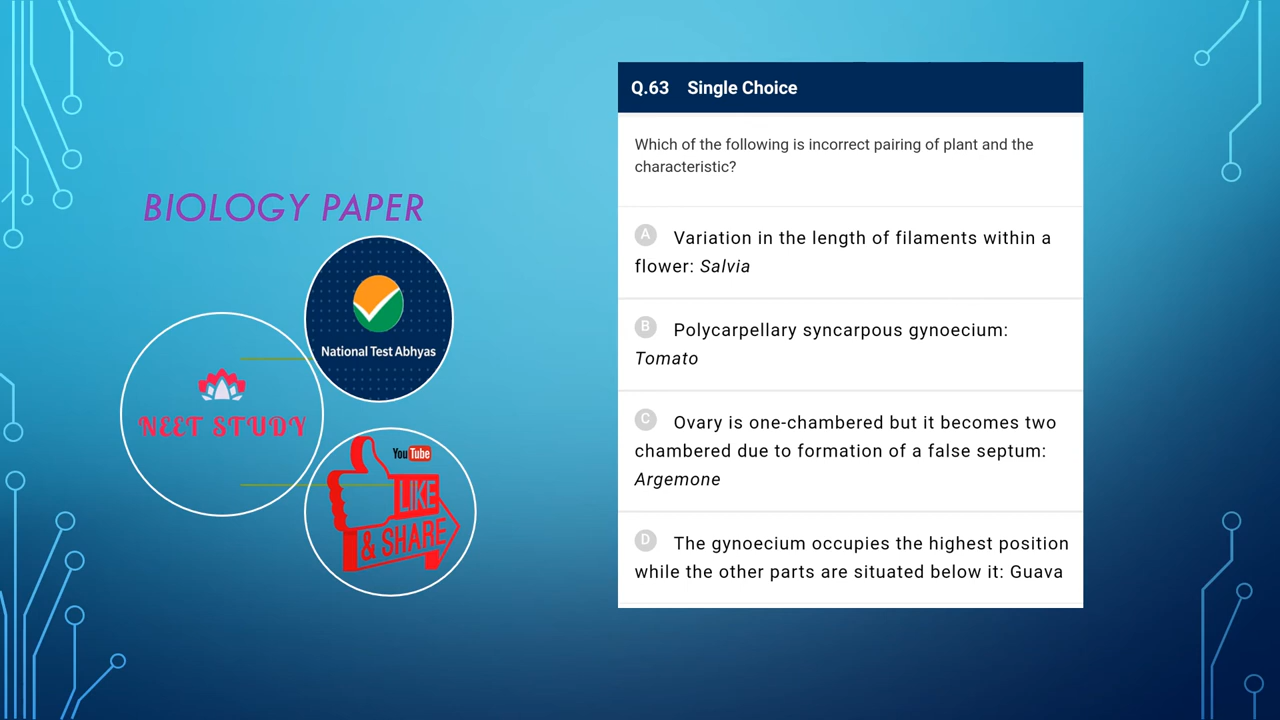 BIOLOGY PAPER
National Test Abhyas
NEET STUDY
YouTube
LIKE
& SHARE
Q.63 Single Choice
Which of the following is incorrect pairing of plant and the
characteristic?
A Variation in the length of filaments within a
flower: Salvia
B Polycarpellary syncarpous gynoecium:
Tomato
C Ovary is one-chambered but it becomes two
chambered due to formation of a false septum:
Argemone
D The gynoecium occupies the highest position
while the other parts are situated below it: Guava